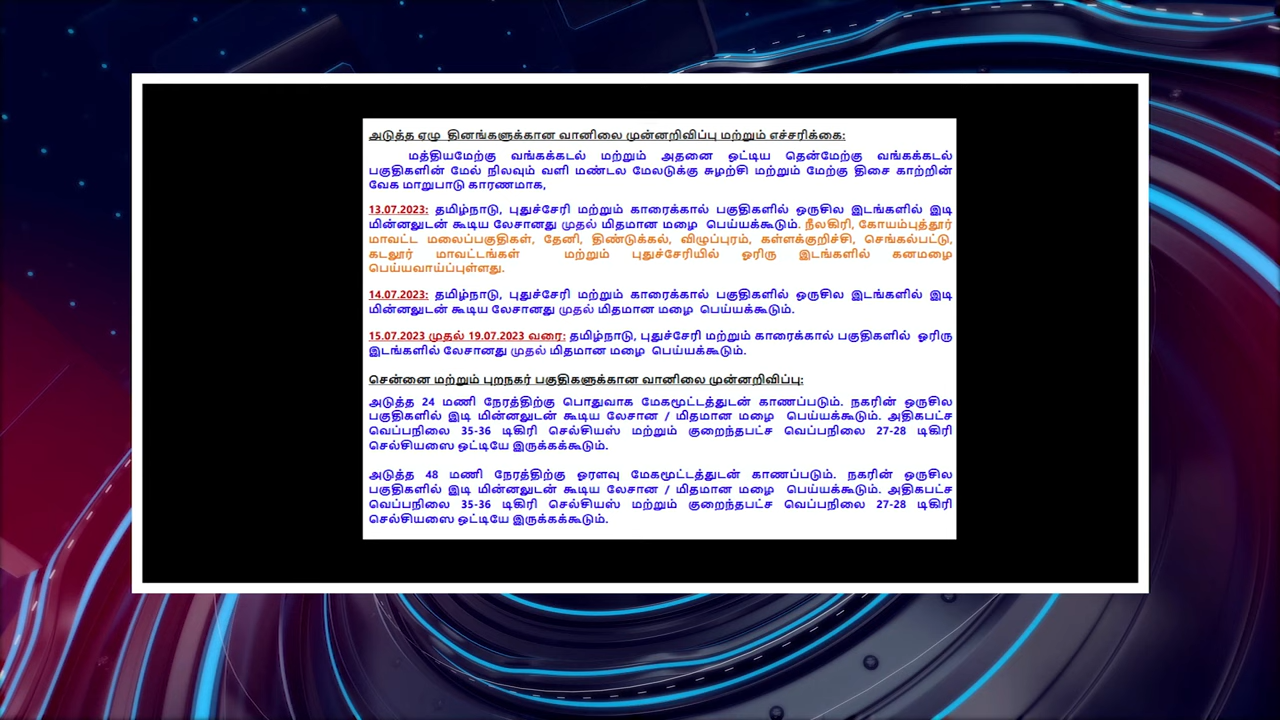 அடுத்த ஏழு தினங்களுக்கான வானிலை முன்னறிவிப்பு மற்றும் எச்சரிக்கை:
மத்தியமேற்கு வங்கக்கடல் மற்றும் அதனை ஒட்டிய தென்மேற்கு வங்கக்கடல்
பகுதிகளின் மேல் நிலவும் வளி மண்டல மேலடுக்கு சுழற்சி மற்றும் மேற்கு திசை காற்றின்
வேக மாறுபாடு காரணமாக,
13.07.2023: தமிழ்நாடு, புதுச்சேரி மற்றும் காரைக்கால் பகுதிகளில் ஒருசில இடங்களில் இடி
மின்னலுடன் கூடிய லேசானது முதல் மிதமான மழை பெய்யக்கூடும். நீலகிரி, கோயம்புத்தூர்
மாவட்ட மலைப்பகுதிகள், தேனி, திண்டுக்கல், விழுப்புரம், கள்ளக்குறிச்சி, செங்கல்பட்டு,
கடலூர் மாவட்டங்கள் மற்றும் புதுச்சேரியில் ஓரிரு இடங்களில் கனமழை
பெய்யவாய்ப்புள்ளது.
14.07.2023: தமிழ்நாடு, புதுச்சேரி மற்றும் காரைக்கால் பகுதிகளில் ஒருசில இடங்களில் இடி
மின்னலுடன் கூடிய லேசானது முதல் மிதமான மழை பெய்யக்கூடும்.
15.07.2023 முதல் 19.07.2023 வரை: தமிழ்நாடு, புதுச்சேரி மற்றும் காரைக்கால் பகுதிகளில் ஓரிரு
இடங்களில் லேசானது முதல் மிதமான மழை பெய்யக்கூடும்.
சென்னை மற்றும் புறநகர் பகுதிகளுக்கான வானிலை முன்னறிவிப்பு:
அடுத்த 24 மணி நேரத்திற்கு பொதுவாக மேகமூட்டத்துடன் காணப்படும். நகரின் ஒருசில
பகுதிகளில் இடி மின்னலுடன் கூடிய லேசான / மிதமான மழை பெய்யக்கூடும். அதிகபட்ச
வெப்பநிலை 35-36 டிகிரி செல்சியஸ் மற்றும் குறைந்தபட்ச வெப்பநிலை 27-28 டிகிரி
செல்சியஸை ஒட்டியே இருக்கக்கூடும்.
அடுத்த 48 மணி நேரத்திற்கு ஓரளவு மேகமூட்டத்துடன் காணப்படும். நகரின் ஒருசில
பகுதிகளில் இடி மின்னலுடன் கூடிய லேசான / மிதமான மழை பெய்யக்கூடும். அதிகபட்ச
வெப்பநிலை 35-36 டிகிரி செல்சியஸ் மற்றும் குறைந்தபட்ச வெப்பநிலை 27-28 டிகிரி
செல்சியஸை ஒட்டியே இருக்கக்கூடும்.